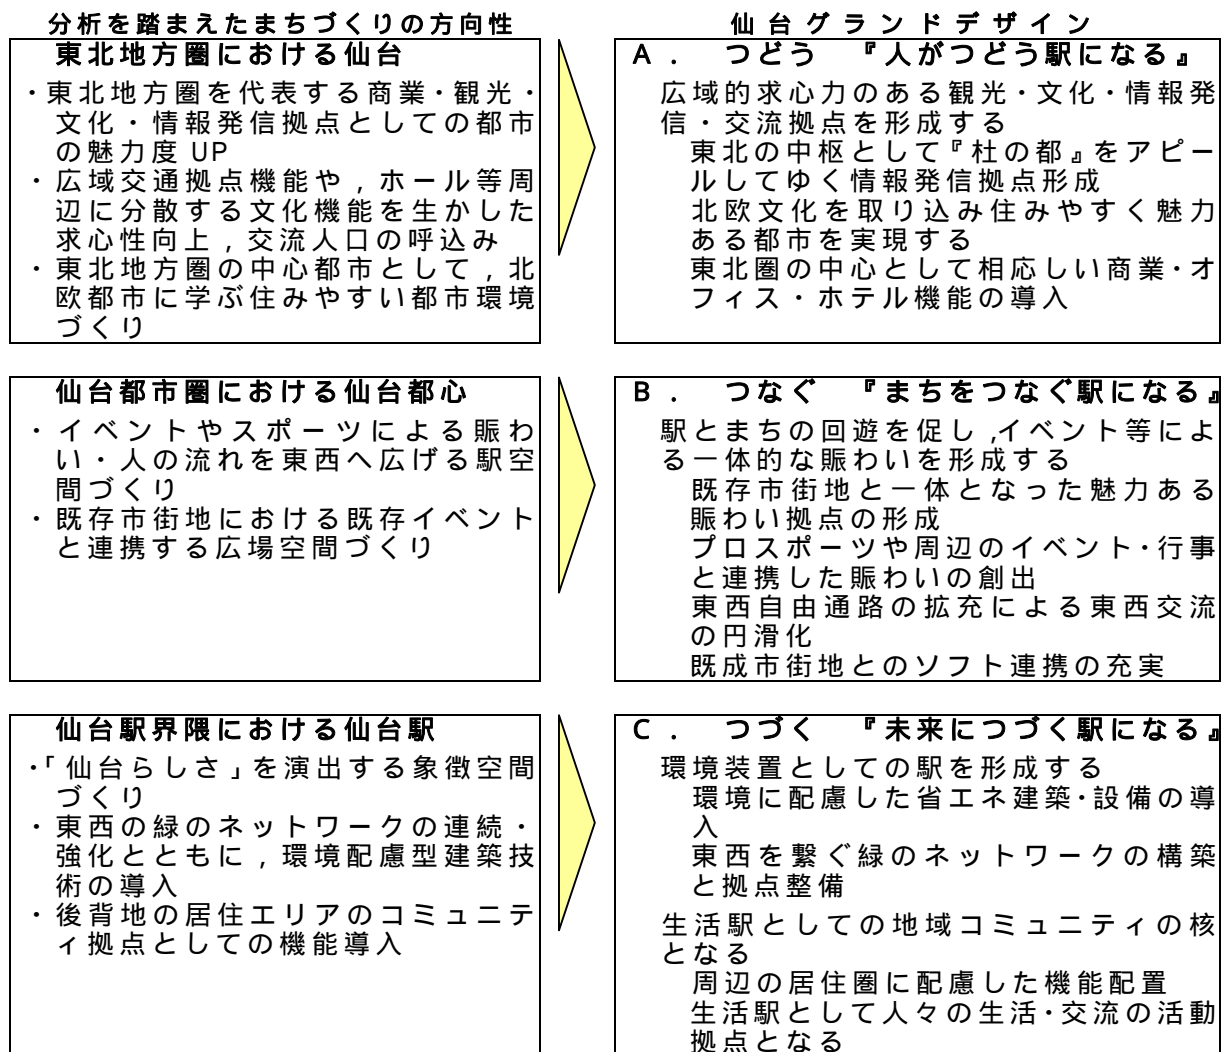 分析を踏まえたまちづくりの方向性
東北地方圏における仙台
・東北地方圏を代表する商業・観光・
文化・情報発信拠点としての都市
の魅力度 UP
・広域交通拠点機能や，ホール等周
辺に分散する文化機能を生かした
求心性向上，交流人口の呼込み
・東北地方圏の中心都市として，北
欧都市に学ぶ住みやすい都市環境
づくり
仙台グランドデザイン
Ａ． つどう 『人がつどう駅になる』
広域的求心力のある観光・文化・情報発
信・交流拠点を形成する
東北の中枢として『杜の都』をアピー
ルしてゆく情報発信拠点形成
北欧文化を取り込み住みやすく魅力
ある都市を実現する
東北圏の中心として相応しい商業・オ
フィス・ホテル機能の導入
仙台都市圏における仙台都心
・イベントやスポーツによる賑わ
い・人の流れを東西へ広げる駅空
間づくり
・既存市街地における既存イベント
と連携する広場空間づくり
Ｂ． つなぐ 『まちをつなぐ駅になる』
駅とまちの回遊を促し，イベント等によ
る一体的な賑わいを形成する
既存市街地と一体となった魅力ある
賑わい拠点の形成
プロスポーツや周辺のイベント・行事
と連携した賑わいの創出
東西自由通路の拡充による東西交流
の円滑化
既成市街地とのソフト連携の充実
仙台駅界隈における仙台駅
・「仙台らしさ」を演出する象徴空間
づくり
・東西の緑のネットワークの連続・
強化とともに，環境配慮型建築技
術の導入
・後背地の居住エリアのコミュニテ
ィ拠点としての機能導入
Ｃ． つづく 『未来につづく駅になる』
環境装置としての駅を形成する
環境に配慮した省エネ建築・設備の導
入
東西を繋ぐ緑のネットワークの構築
と拠点整備
生活駅としての地域コミュニティの核
となる
周辺の居住圏に配慮した機能配置
生活駅として人々の生活・交流の活動
拠点となる